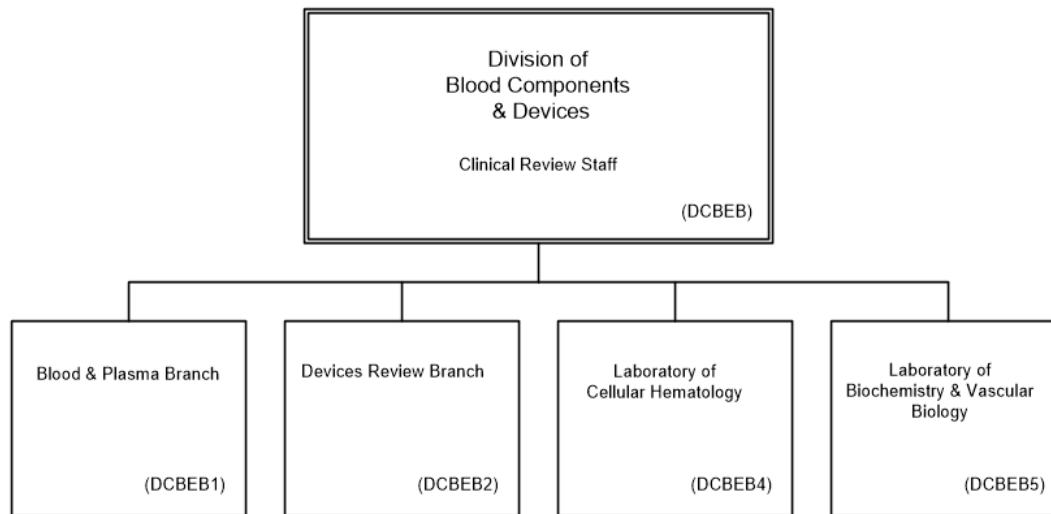 Division of
Blood Components
& Devices
Clinical Review Staff
(DCBEB)
Blood & Plasma Branch
(DCBEB1)
Devices Review Branch
(DCBEB2)
Laboratory of
Cellular Hematology
(DCBEB4)
Laboratory of
Biochemistry & Vascular
Biology
(DCBEB5)